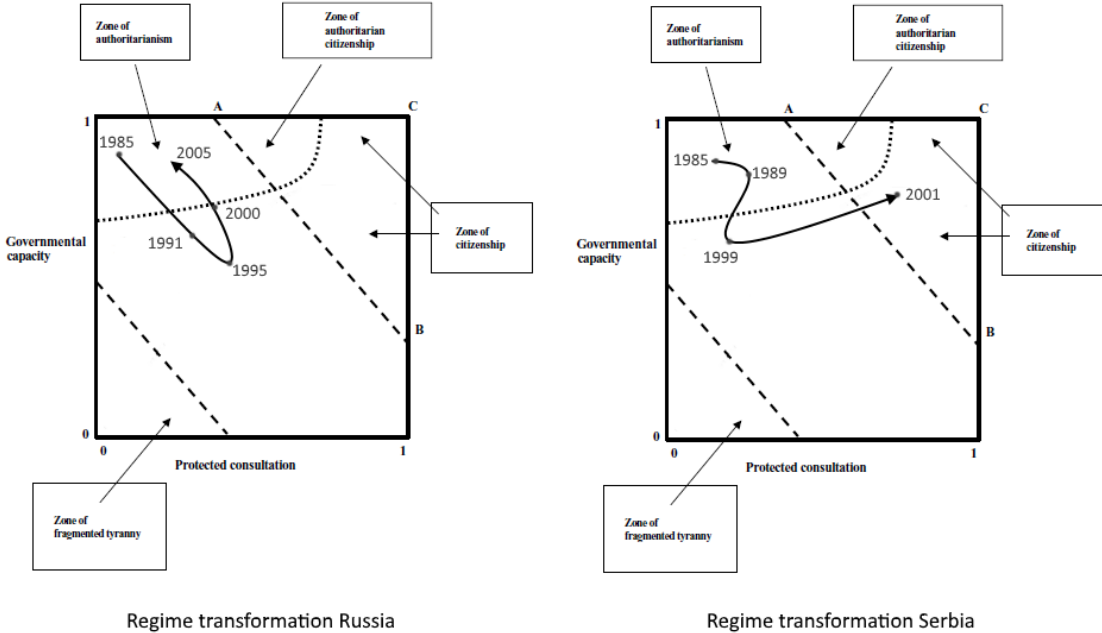 Zone of
authoritarianism
Zone of
authoritarian
citizenship
A
C
1
1985
2005
2000
1991
1995
Governmental
capacity
Zone of
citizenship
B
0
0
1
Protected consultation
Zone of
fragmented tyranny
Regime transformation Russia
Zone of
authoritarianism
Zone of
authoritarian
citizenship
A
C
1
1985
1989
2001
1999
Governmental
capacity
Zone of
citizenship
B
0
0
1
Protected consultation
Zone of
fragmented tyranny
Regime transformation Serbia